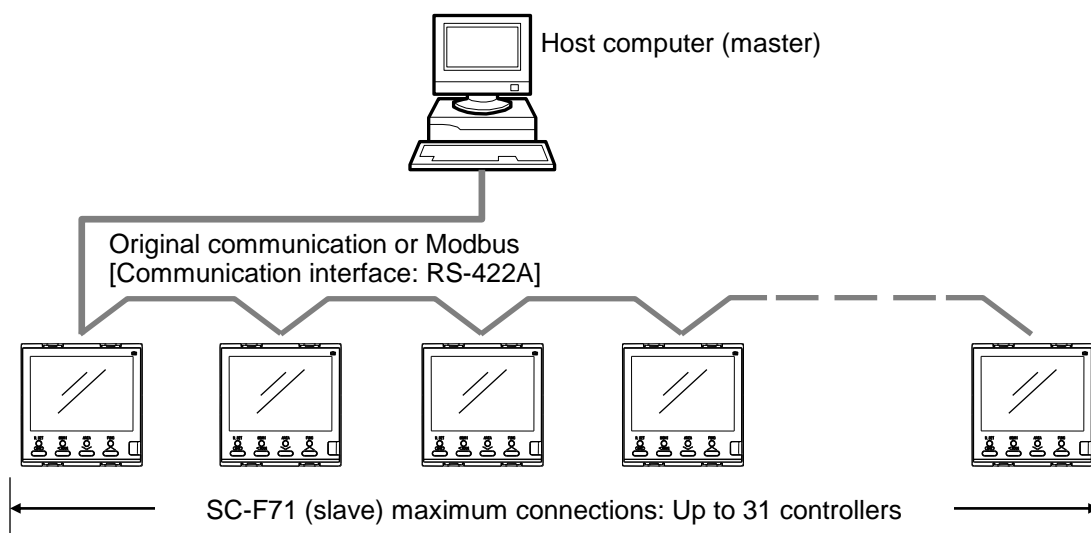 Host computer (master)
Original communication or Modbus
[Communication interface: RS-422A]
SC-F71 (slave) maximum connections: Up to 31 controllers